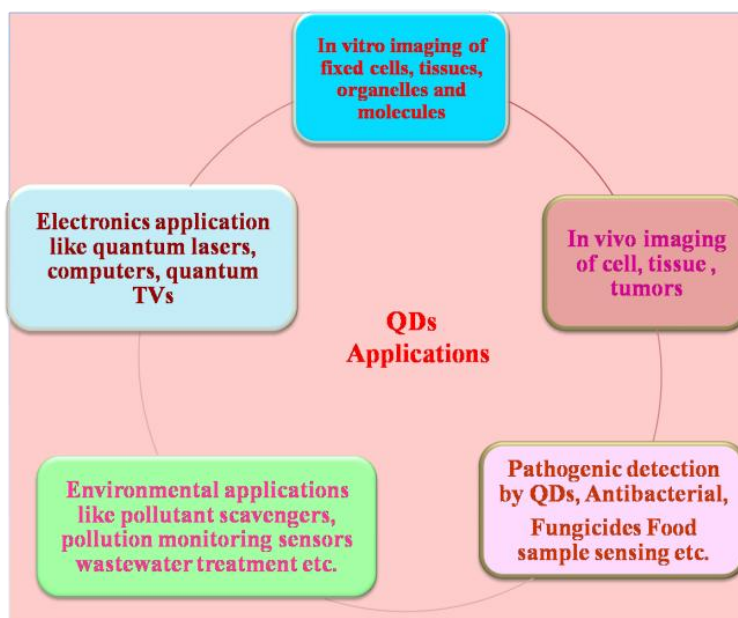 In vitro imaging of
fixed cells, tissues,
organelles and
molecules
Electronics application
like quantum lasers,
computers, quantum
TVs
In vivo imaging
of cell, tissue ,
tumors
QDs
Applications
Environmental applications
like pollutant scavengers,
pollution monitoring sensors
wastewater treatment etc.
Pathogenic detection
by QDs, Antibacterial,
Fungicides Food
sample sensing etc.